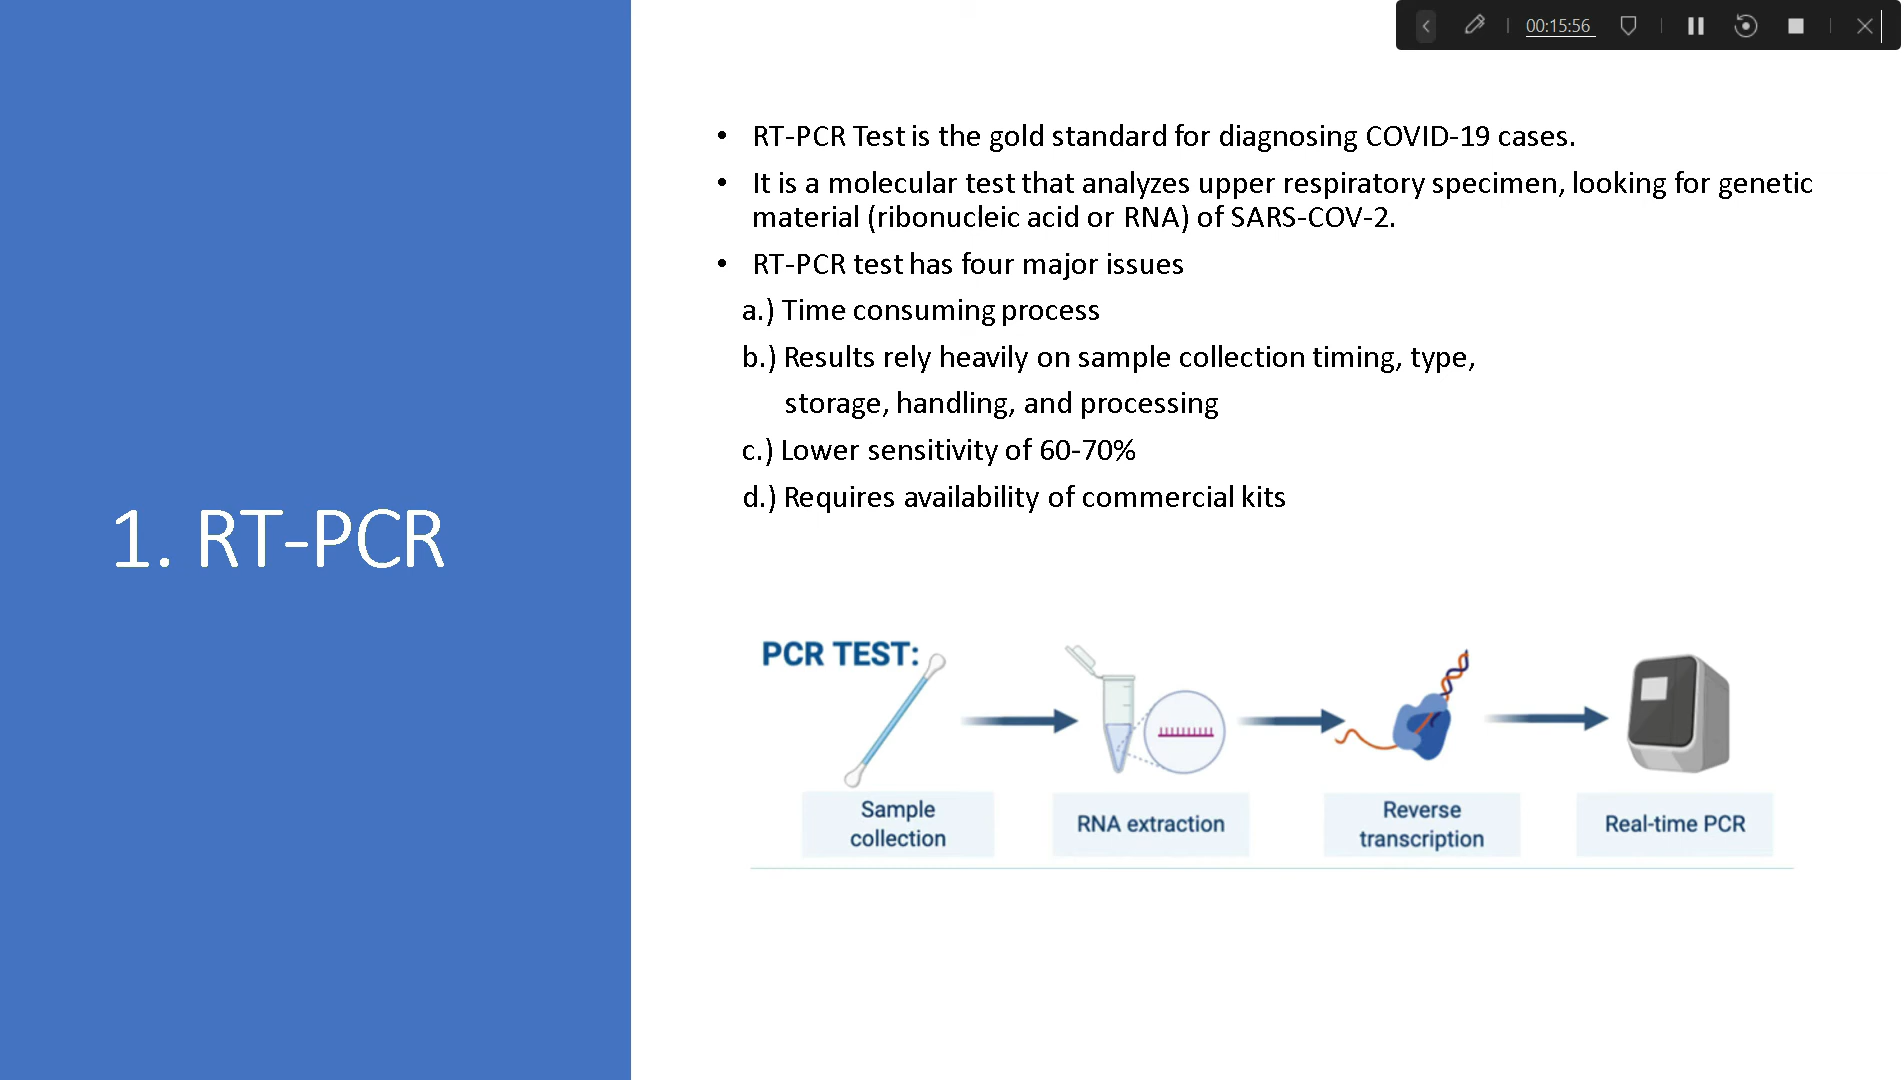 00:15:56
1. RT-PCR
• RT-PCR Test is the gold standard for diagnosing COVID-19 cases.
• It is a molecular test that analyzes upper respiratory specimen, looking for genetic
material (ribonucleic acid or RNA) of SARS-COV-2.
• RT-PCR test has four major issues
a.) Time consuming process
b.) Results rely heavily on sample collection timing, type,
storage, handling, and processing
c.) Lower sensitivity of 60-70%
d.) Requires availability of commercial kits
PCR TEST:
Sample
collection
RNA extraction
Reverse
transcription
Real-time PCR